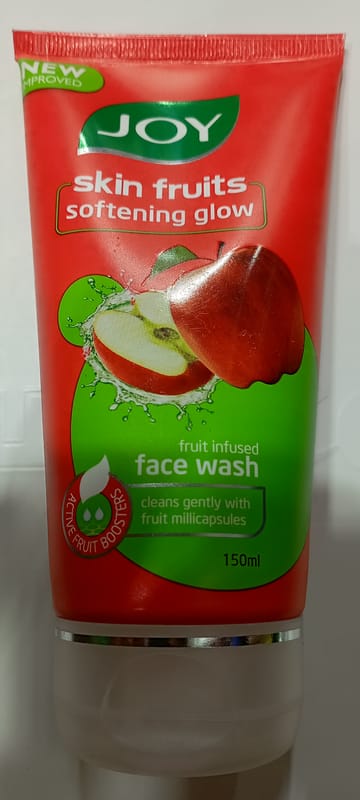 NEW
IMPROVED
JOY
skin fruits
softening glow
fruit infused
face wash
cleans gently with
fruit millicapsules
ACTIVE FRUIT BOOSTERS
150ml